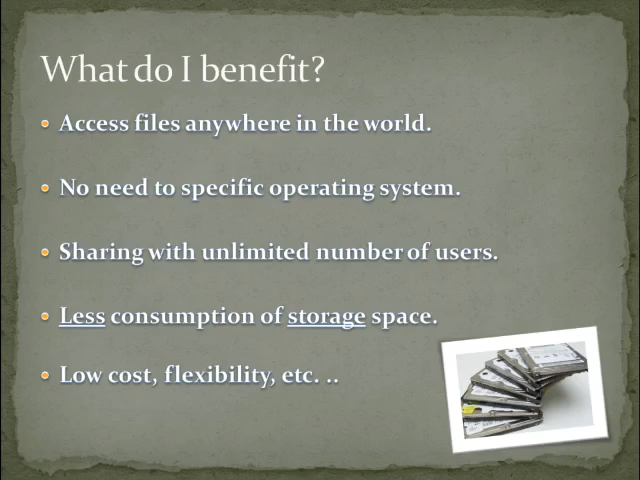 What do I benefit?
• Access files anywhere in the world.
• No need to specific operating system.
• Sharing with unlimited number of users.
• Less consumption of storage space.
• Low cost, flexibility, etc. ..